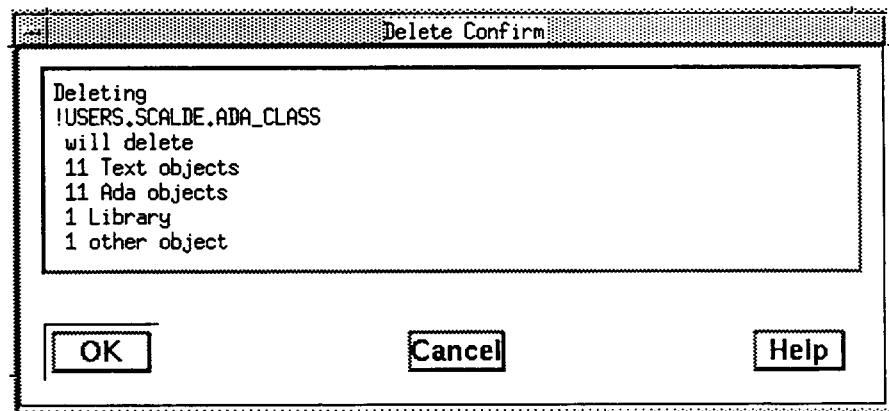 Delete Confirm
Deleting
!USERS.SCALDE.ADA_CLASS
will delete
11 Text objects
11 Ada objects
1 Library
1 other object
OK Cancel Help